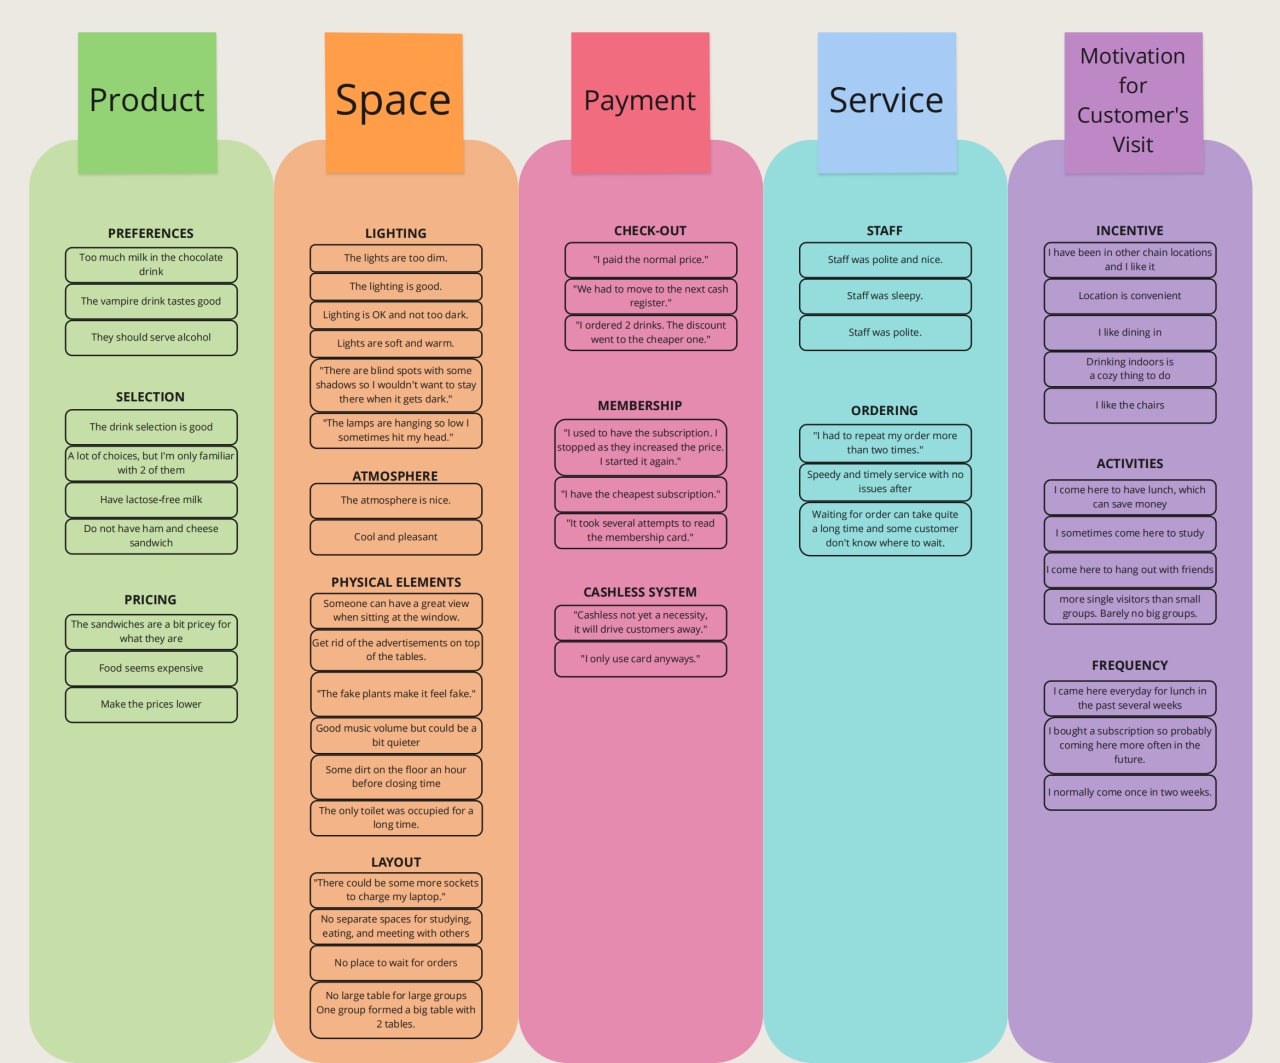 Product
PREFERENCES
Too much milk in the chocolate
drink
The vampire drink tastes good
They should serve alcohol
SELECTION
The drink selection is good
A lot of choices, but I'm only familiar
with 2 of them
Have lactose-free milk
Do not have ham and cheese
sandwich
PRICING
The sandwiches are a bit pricey for
what they are
Food seems expensive
Make the prices lower
Space
LIGHTING
The lights are too dim.
The lighting is good.
Lighting is OK and not too dark.
Lights are soft and warm.
"There are blind spots with some
shadows so I wouldn't want to stay
there when it gets dark."
"The lamps are hanging so low I
sometimes hit my head."
ATMOSPHERE
The atmosphere is nice.
Cool and pleasant
PHYSICAL ELEMENTS
Someone can have a great view
when sitting at the window.
Get rid of the advertisements on top
of the tables.
"The fake plants make it feel fake."
Good music volume but could be a
bit quieter
Some dirt on the floor an hour
before closing time
The only toilet was occupied for a
long time.
LAYOUT
"There could be some more sockets
to charge my laptop."
No separate spaces for studying,
eating, and meeting with others
No place to wait for orders
No large table for large groups
One group formed a big table with
2 tables.
Payment
CHECK-OUT
"I paid the normal price."
"We had to move to the next cash
register."
"I ordered 2 drinks. The discount
went to the cheaper one."
MEMBERSHIP
"I used to have the subscription. I
stopped as they increased the price.
I started it again."
"I have the cheapest subscription."
"It took several attempts to read
the membership card."
CASHLESS SYSTEM
"Cashless not yet a necessity,
it will drive customers away."
"I only use card anyways."
Service
STAFF
Staff was polite and nice.
Staff was sleepy.
Staff was polite.
ORDERING
"I had to repeat my order more
than two times."
Speedy and timely service with no
issues after
Waiting for order can take quite
a long time and some customer
don't know where to wait.
Motivation
for
Customer's
Visit
INCENTIVE
I have been in other chain locations
and I like it
Location is convenient
I like dining in
Drinking indoors is
a cozy thing to do
I like the chairs
ACTIVITIES
I come here to have lunch, which
can save money
I sometimes come here to study
I come here to hang out with friends
more single visitors than small
groups. Barely no big groups.
FREQUENCY
I came here everyday for lunch in
the past several weeks
I bought a subscription so probably
coming here more often in the
future.
I normally come once in two weeks.